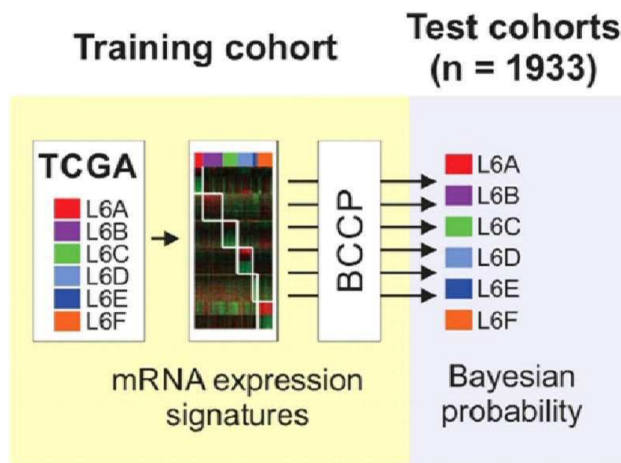 Training cohort
Test cohorts
(n = 1933)
TCGA
L6A
L6B
L6C
L6D
L6E
L6F
BCCP
L6A
L6B
L6C
L6D
L6E
L6F
mRNA expression
signatures
Bayesian
probability